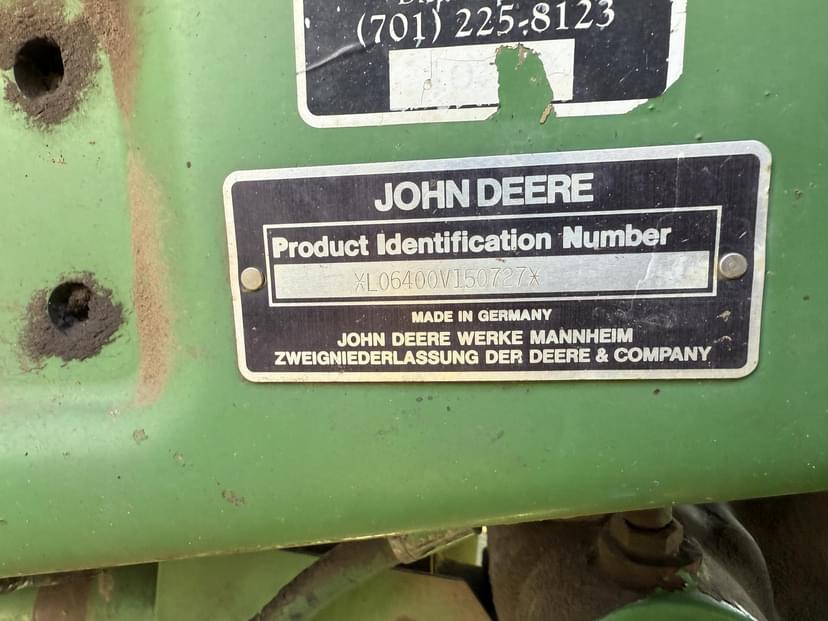 (701) 225-8123
JOHN DEERE
Product Identification Number
*L06400V150727*
MADE IN GERMANY
JOHN DEERE WERKE MANNHEIM
ZWEIGNIEDERLASSUNG DER DEERE & COMPANY